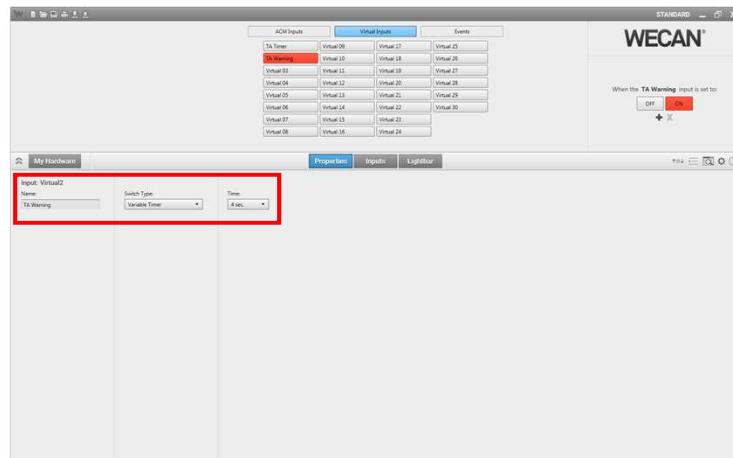 STANDARD
ACM Inputs Virtual Inputs Events
TA Timer Virtual 09 Virtual 17 Virtual 25
TA Warning Virtual 10 Virtual 18 Virtual 26
Virtual 03 Virtual 11 Virtual 19 Virtual 27
Virtual 04 Virtual 12 Virtual 20 Virtual 28
Virtual 05 Virtual 13 Virtual 21 Virtual 29
Virtual 06 Virtual 14 Virtual 22 Virtual 30
Virtual 07 Virtual 15 Virtual 23
Virtual 08 Virtual 16 Virtual 24
WECAN®
When the TA Warning input is set to:
OFF ON
My Hardware Properties Inputs Lightbar
Input: Virtual2
Name: Switch Type: Time:
TA Warning Variable Timer 4 sec.